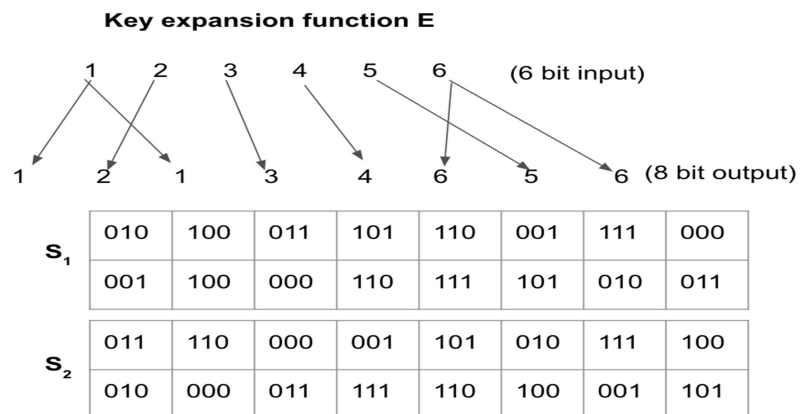 Key expansion function E
1 2 3 4 5 6 (6 bit input)
1 2 1 3 4 6 5 6 (8 bit output)
S1
010 100 011 101 110 001 111 000
001 100 000 110 111 101 010 011
S2
011 110 000 001 101 010 111 100
010 000 011 111 110 100 001 101